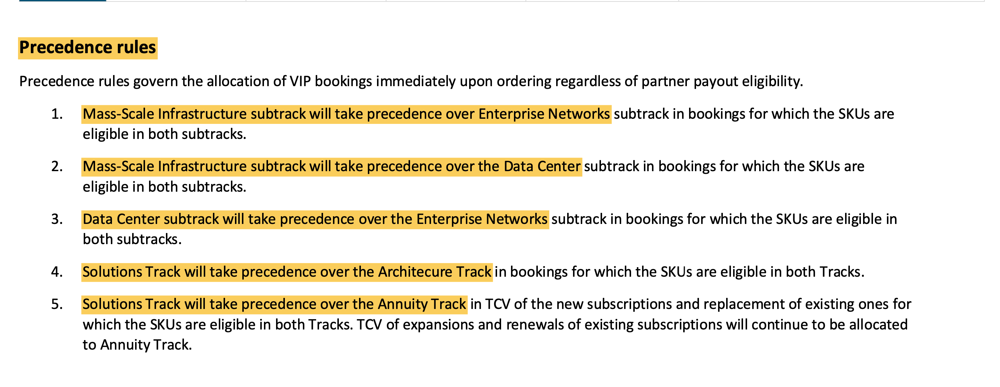 Precedence rules
Precedence rules govern the allocation of VIP bookings immediately upon ordering regardless of partner payout eligibility.
1. Mass-Scale Infrastructure subtrack will take precedence over Enterprise Networks subtrack in bookings for which the SKUs are
eligible in both subtracks.
2. Mass-Scale Infrastructure subtrack will take precedence over the Data Center subtrack in bookings for which the SKUs are
eligible in both subtracks.
3. Data Center subtrack will take precedence over the Enterprise Networks subtrack in bookings for which the SKUs are eligible in
both subtracks.
4. Solutions Track will take precedence over the Architecure Track in bookings for which the SKUs are eligible in both Tracks.
5. Solutions Track will take precedence over the Annuity Track in TCV of the new subscriptions and replacement of existing ones for
which the SKUs are eligible in both Tracks. TCV of expansions and renewals of existing subscriptions will continue to be allocated
to Annuity Track.